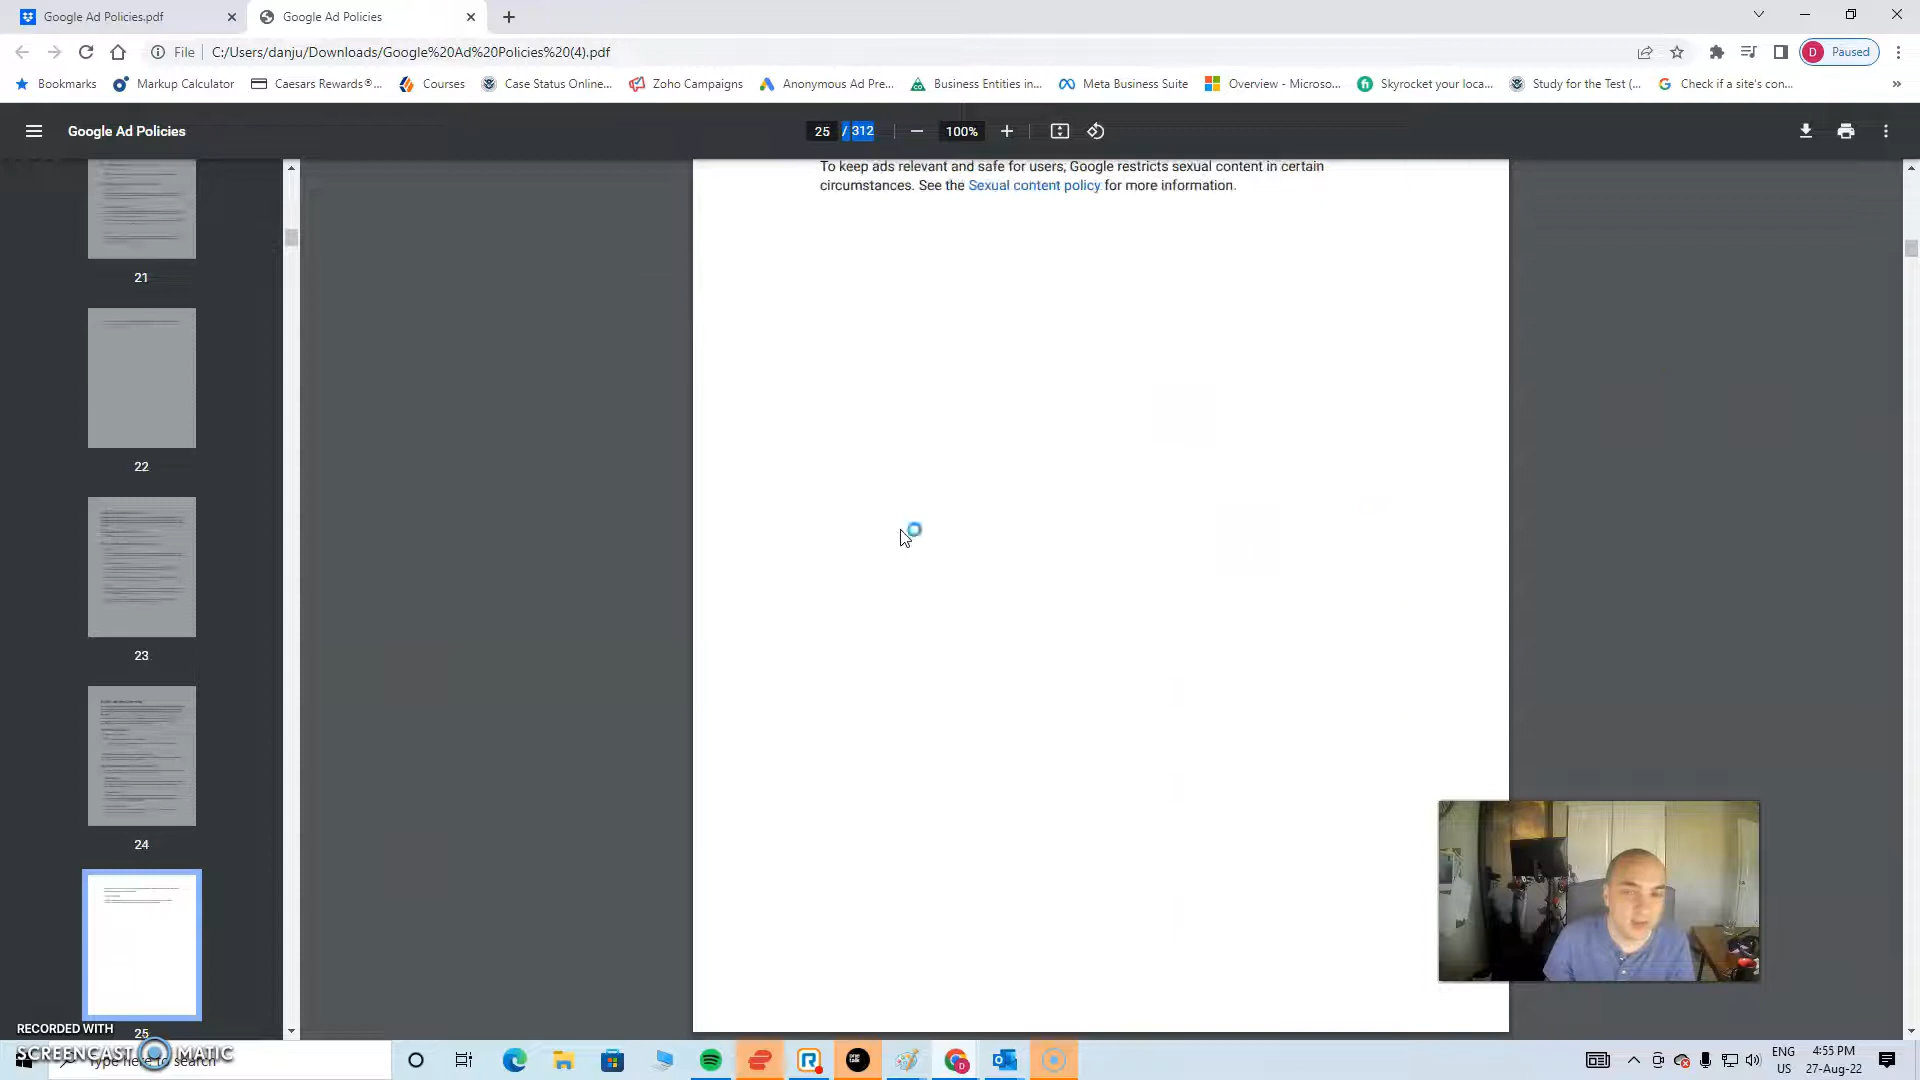 Google Ad Policies.pdf
Google Ad Policies
File
C:/Users/danju/Downloads/Google%20Ad%20Policies%20(4).pdf
D
Paused
Bookmarks
Markup Calculator
Caesars Rewards®...
Courses
Case Status Online...
Zoho Campaigns
Anonymous Ad Pre...
Business Entities in...
Meta Business Suite
Overview - Microso...
Skyrocket your loca...
Study for the Test (...
Check if a site's con...
»
Google Ad Policies
25 / 312
100%
To keep ads relevant and safe for users, Google restricts sexual content in certain
circumstances. See the Sexual content policy for more information.
21
22
23
24
25
RECORDED WITH
SCREENCAST MATIC
Type here to search
ENG
US
4:55 PM
27-Aug-22